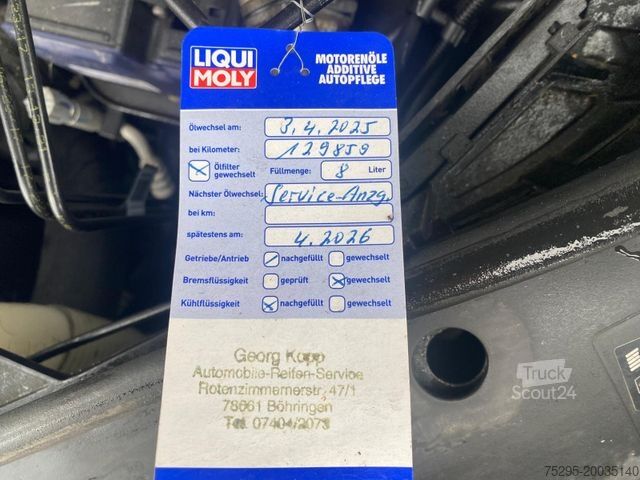 LIQUI
MOLY
MOTORENÖLE
ADDITIVE
AUTOPFLEGE
Ölwechsel am: 3.4.2025
bei Kilometer: 129859
Ölfilter gewechselt Füllmenge: 8 Liter
Nächster Ölwechsel: Service-Anzg.
bei km:
spätestens am: 4.2026
Getriebe/Antrieb nachgefüllt gewechselt
Bremsflüssigkeit geprüft gewechselt
Kühlflüssigkeit nachgefüllt gewechselt
Georg Kopp
Automobile-Reifen-Service
Rotenzimmernerstr. 47/1
78661 Böhringen
Tel. 07404/2073
Truck
Scout24
75295-20035140